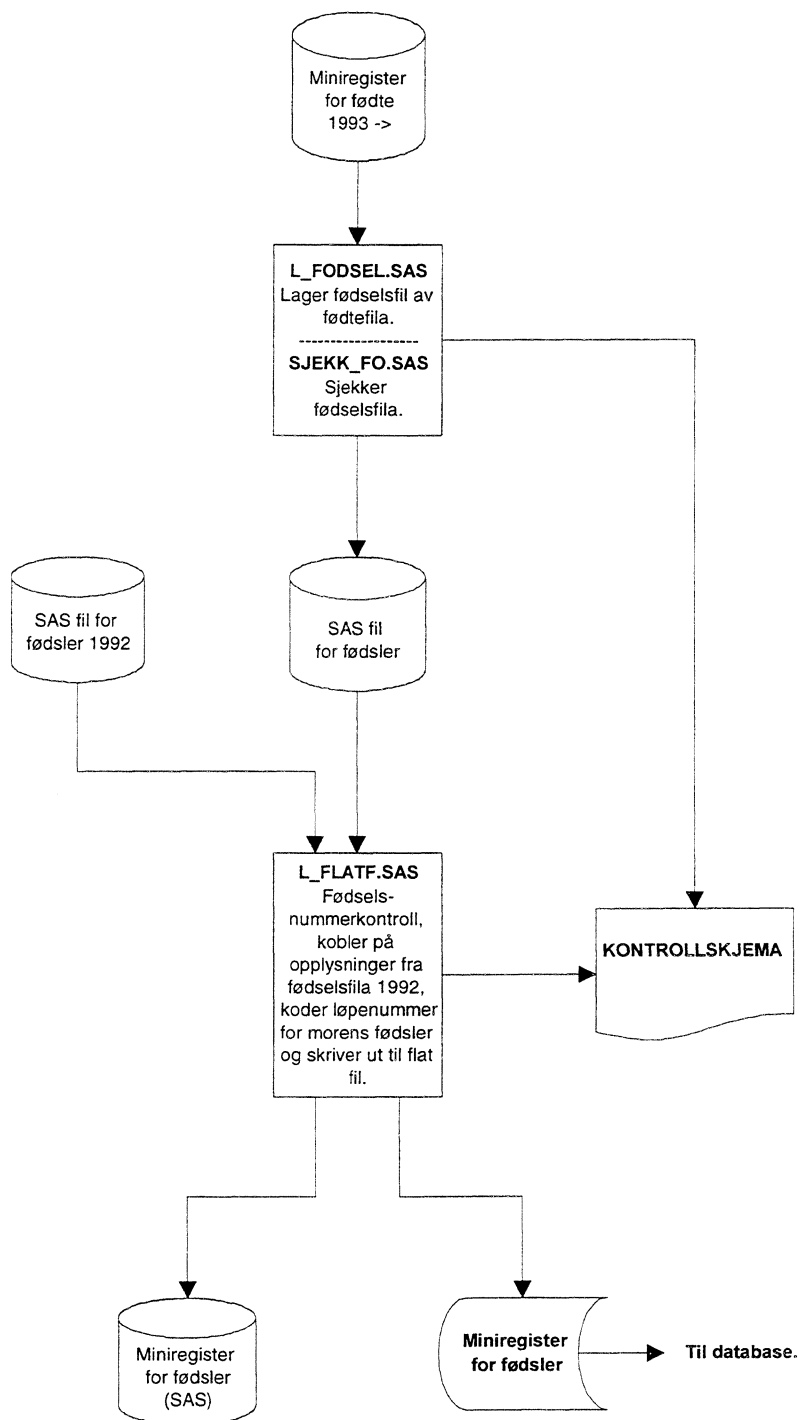 Miniregister
for fødte
1993 ->
L_FODSEL.SAS
Lager fødselsfil av
fødtefila.
--------------------
SJEKK_FO.SAS
Sjekker
fødselsfila.
SAS fil for
fødsler 1992
SAS fil
for fødsler
L_FLATF.SAS
Fødsels-
nummerkontroll,
kobler på
opplysninger fra
fødselsfila 1992,
koder løpenummer
for morens fødsler
og skriver ut til flat
fil.
KONTROLLSKJEMA
Miniregister
for fødsler
(SAS)
Miniregister
for fødsler
Til database.